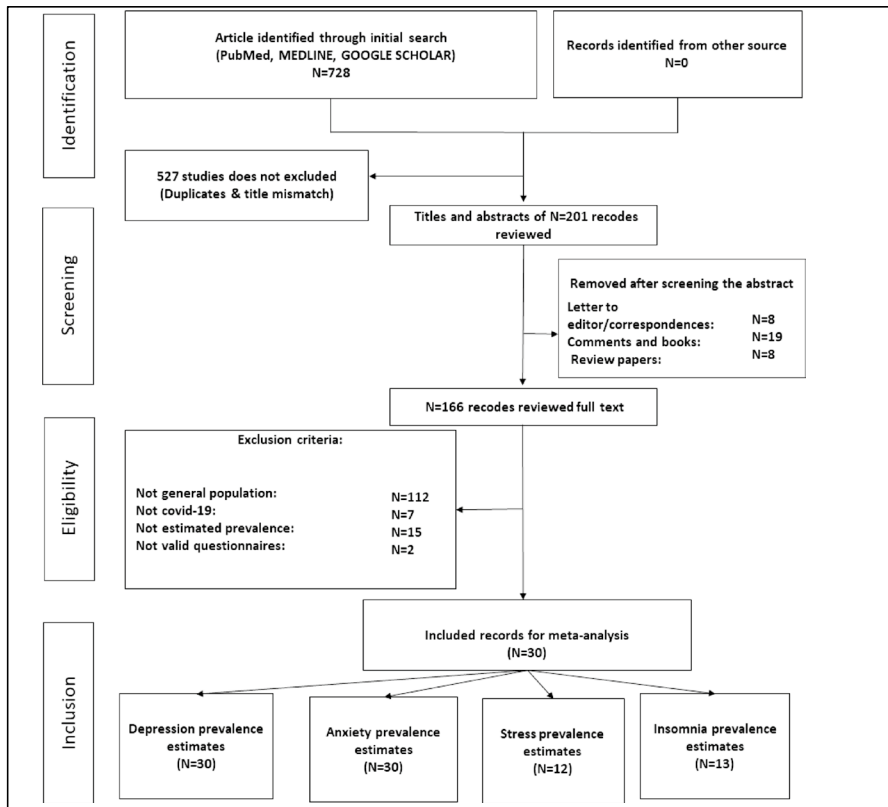 Identification
Article identified through initial search
(PubMed, MEDLINE, GOOGLE SCHOLAR)
N=728
Records identified from other source
N=0
527 studies does not excluded
(Duplicates & title mismatch)
Screening
Titles and abstracts of N=201 recodes
reviewed
Removed after screening the abstract
Letter to
editor/correspondences: N=8
Comments and books: N=19
Review papers: N=8
N=166 recodes reviewed full text
Eligibility
Exclusion criteria:
Not general population: N=112
Not covid-19: N=7
Not estimated prevalence: N=15
Not valid questionnaires: N=2
Inclusion
Included records for meta-analysis
(N=30)
Depression prevalence
estimates
(N=30)
Anxiety prevalence
estimates
(N=30)
Stress prevalence
estimates
(N=12)
Insomnia prevalence
estimates
(N=13)